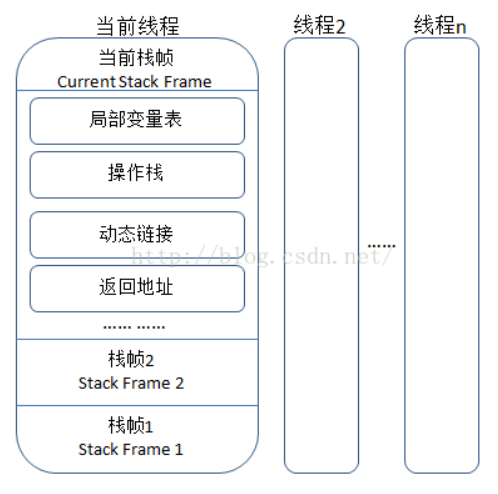 当前线程
线程2
线程n
当前栈帧
Current Stack Frame
局部变量表
操作栈
动态链接
http://blog.csdn.net/
返回地址
…… ……
……
栈帧2
Stack Frame 2
栈帧1
Stack Frame 1